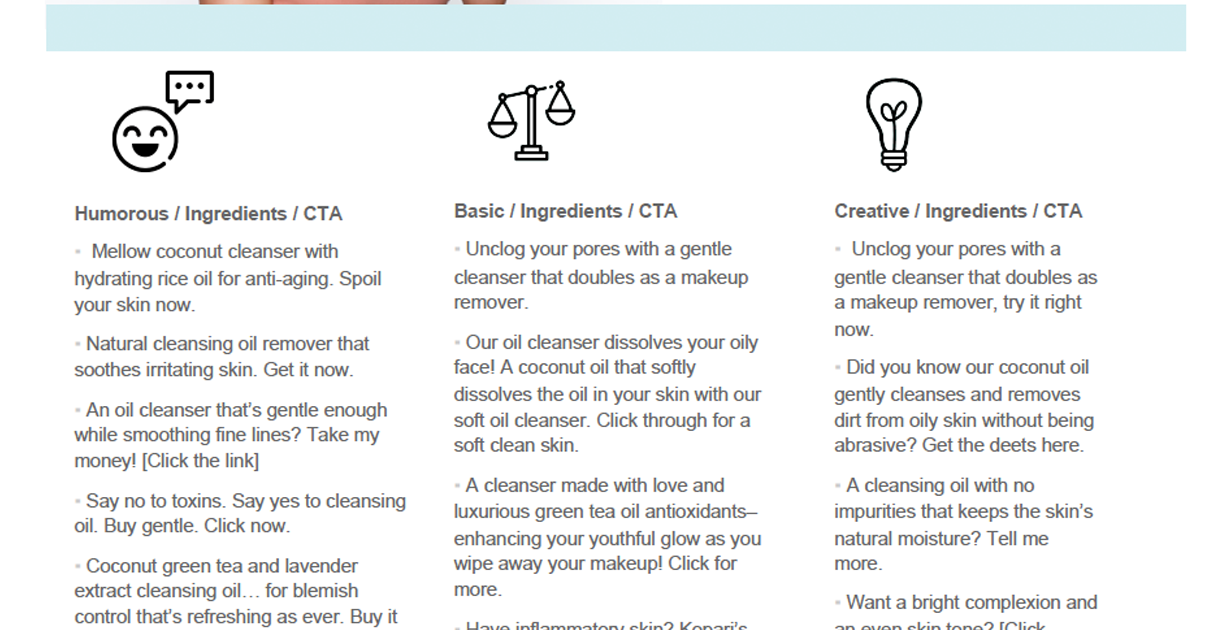 Humorous / Ingredients / CTA
▪ Mellow coconut cleanser with
hydrating rice oil for anti-aging. Spoil
your skin now.
▪ Natural cleansing oil remover that
soothes irritating skin. Get it now.
▪ An oil cleanser that’s gentle enough
while smoothing fine lines? Take my
money! [Click the link]
▪ Say no to toxins. Say yes to cleansing
oil. Buy gentle. Click now.
▪ Coconut green tea and lavender
extract cleansing oil… for blemish
control that’s refreshing as ever. Buy it
Basic / Ingredients / CTA
▪ Unclog your pores with a gentle
cleanser that doubles as a makeup
remover.
▪ Our oil cleanser dissolves your oily
face! A coconut oil that softly
dissolves the oil in your skin with our
soft oil cleanser. Click through for a
soft clean skin.
▪ A cleanser made with love and
luxurious green tea oil antioxidants–
enhancing your youthful glow as you
wipe away your makeup! Click for
more.
▪ Have inflammatory skin? Kopari’s
Creative / Ingredients / CTA
▪ Unclog your pores with a
gentle cleanser that doubles as
a makeup remover, try it right
now.
▪ Did you know our coconut oil
gently cleanses and removes
dirt from oily skin without being
abrasive? Get the deets here.
▪ A cleansing oil with no
impurities that keeps the skin’s
natural moisture? Tell me
more.
▪ Want a bright complexion and
an even skin tone? [Click